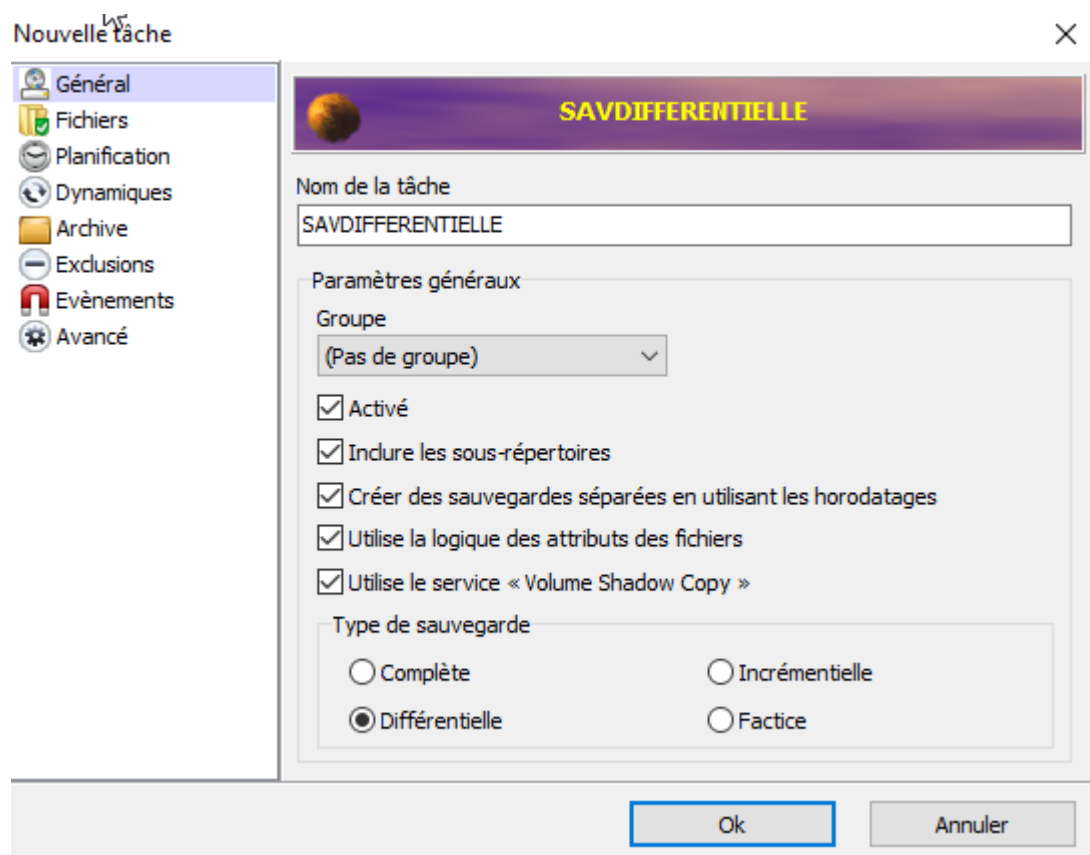 Nouvelle tâche
Général
Fichiers
Planification
Dynamiques
Archive
Exclusions
Evènements
Avancé
SAVDIFFERENTIELLE
Nom de la tâche
SAVDIFFERENTIELLE
Paramètres généraux
Groupe
(Pas de groupe)
Activé
Inclure les sous-répertoires
Créer des sauvegardes séparées en utilisant les horodatages
Utilise la logique des attributs des fichiers
Utilise le service « Volume Shadow Copy »
Type de sauvegarde
Complète Incrémentielle
Différentielle Factice
Ok Annuler